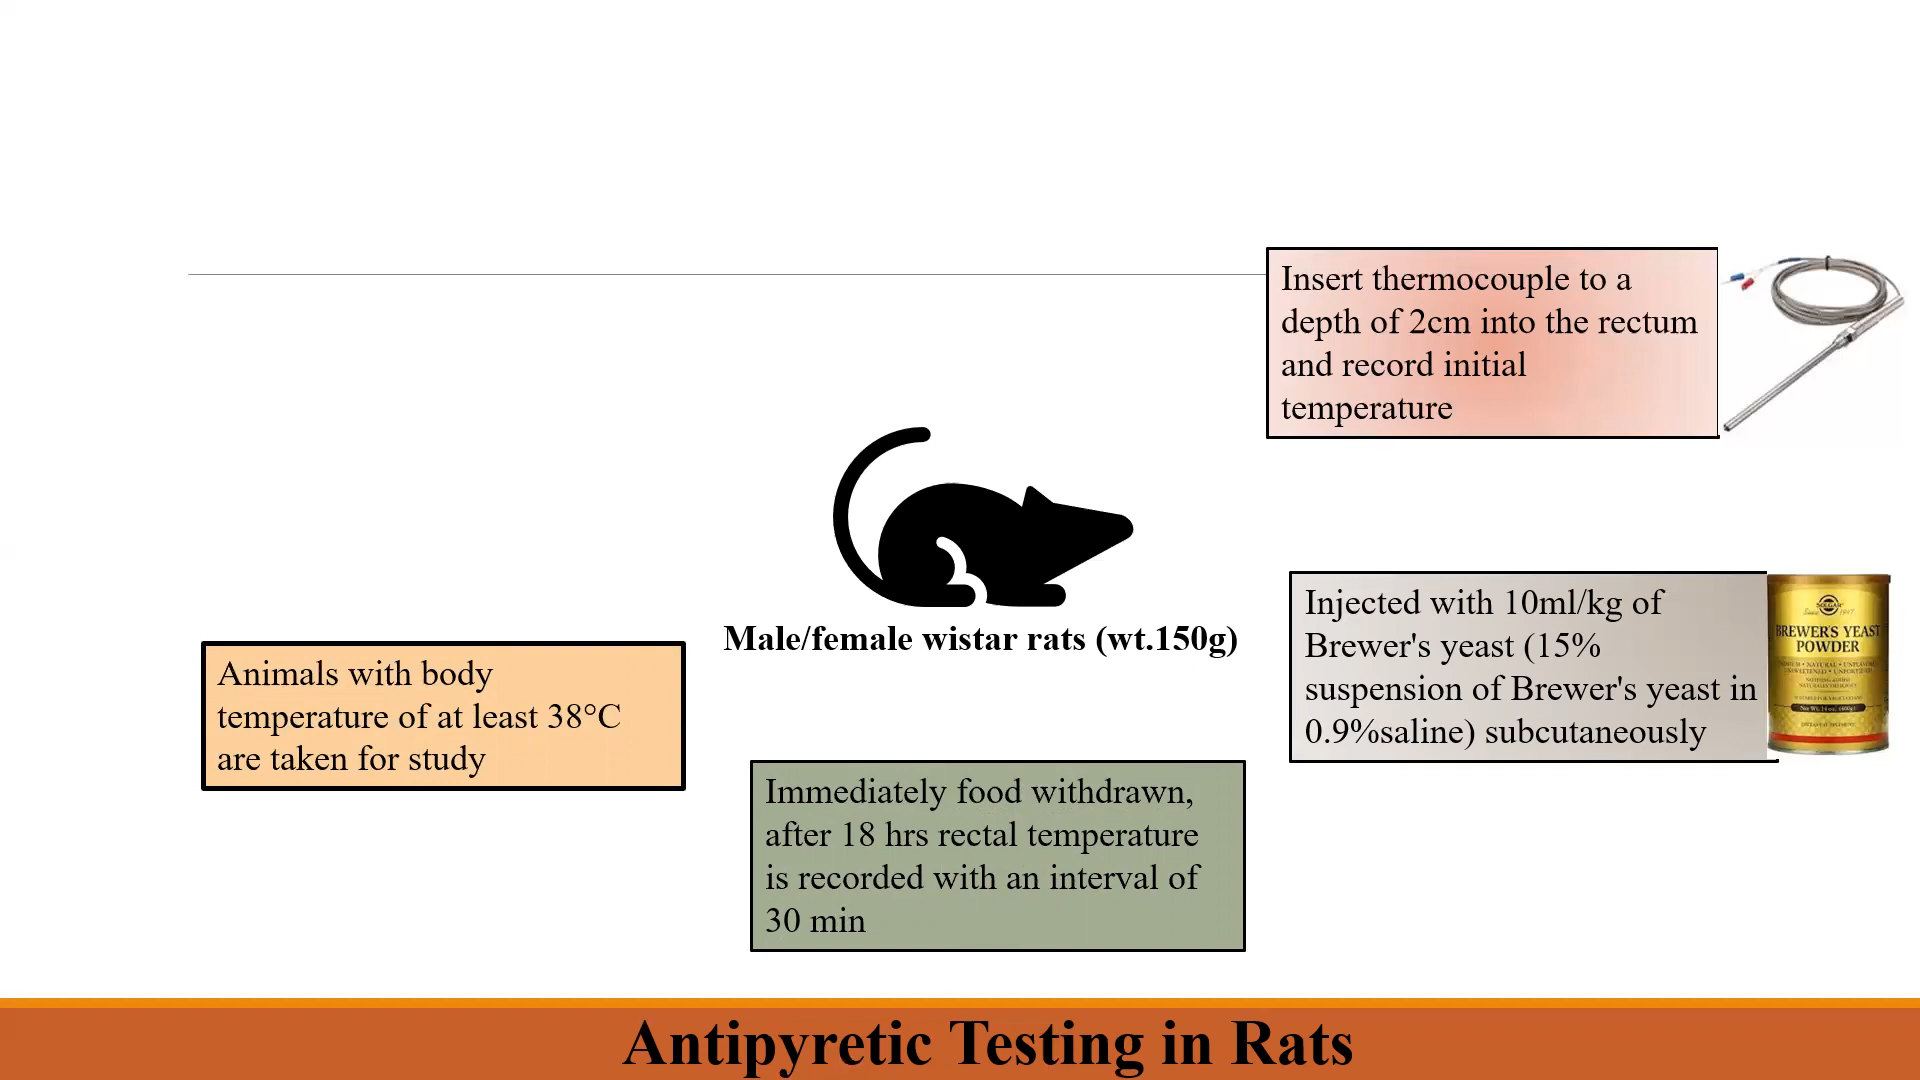 Insert thermocouple to a
depth of 2cm into the rectum
and record initial
temperature
Male/female wistar rats (wt.150g)
Injected with 10ml/kg of
Brewer's yeast (15%
suspension of Brewer's yeast in
0.9%saline) subcutaneously
SOLGAR
BREWER'S YEAST
POWDER
Animals with body
temperature of at least 38°C
are taken for study
Immediately food withdrawn,
after 18 hrs rectal temperature
is recorded with an interval of
30 min
Antipyretic Testing in Rats